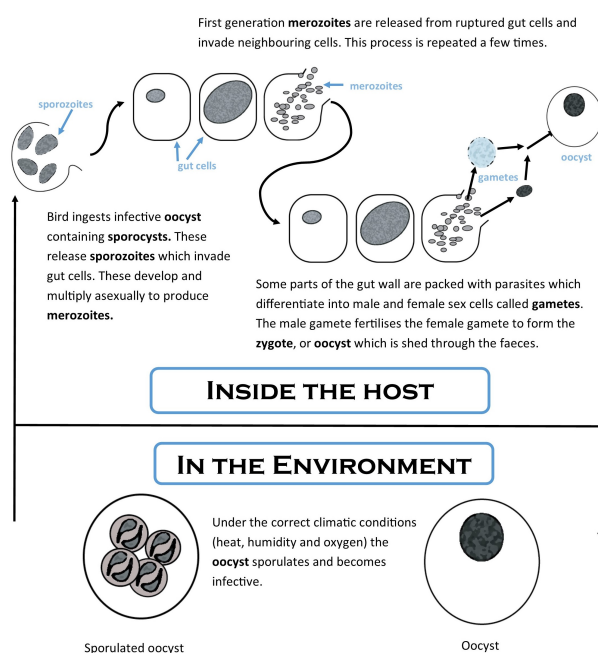 First generation merozoites are released from ruptured gut cells and
invade neighbouring cells. This process is repeated a few times.
merozoites
sporozoites
gut cells
gametes
oocyst
Bird ingests infective oocyst
containing sporocysts. These
release sporozoites which invade
gut cells. These develop and
multiply asexually to produce
merozoites.
Some parts of the gut wall are packed with parasites which
differentiate into male and female sex cells called gametes.
The male gamete fertilises the female gamete to form the
zygote, or oocyst which is shed through the faeces.
INSIDE THE HOST
IN THE ENVIRONMENT
Under the correct climatic conditions
(heat, humidity and oxygen) the
oocyst sporulates and becomes
infective.
Sporulated oocyst
Oocyst